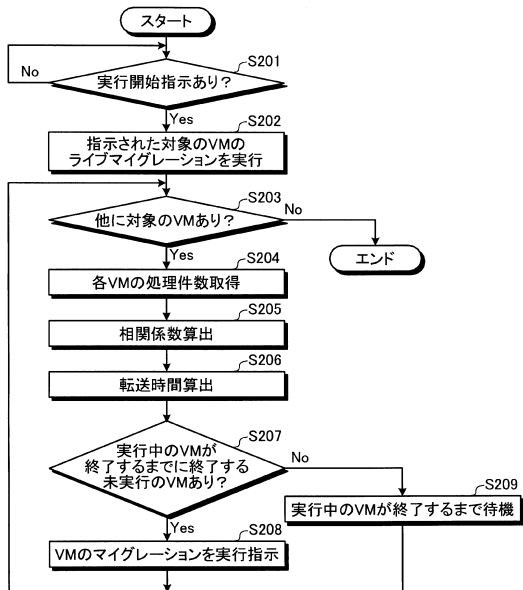 スタート
S201
実行開始指示あり？
No
Yes
S202
指示された対象のVMの
ライブマイグレーションを実行
S203
他に対象のVMあり？
No
Yes
エンド
S204
各VMの処理件数取得
S205
相関係数算出
S206
転送時間算出
S207
実行中のVMが
終了するまでに終了する
未実行のVMあり？
No
Yes
S209
実行中のVMが終了するまで待機
S208
VMのマイグレーションを実行指示